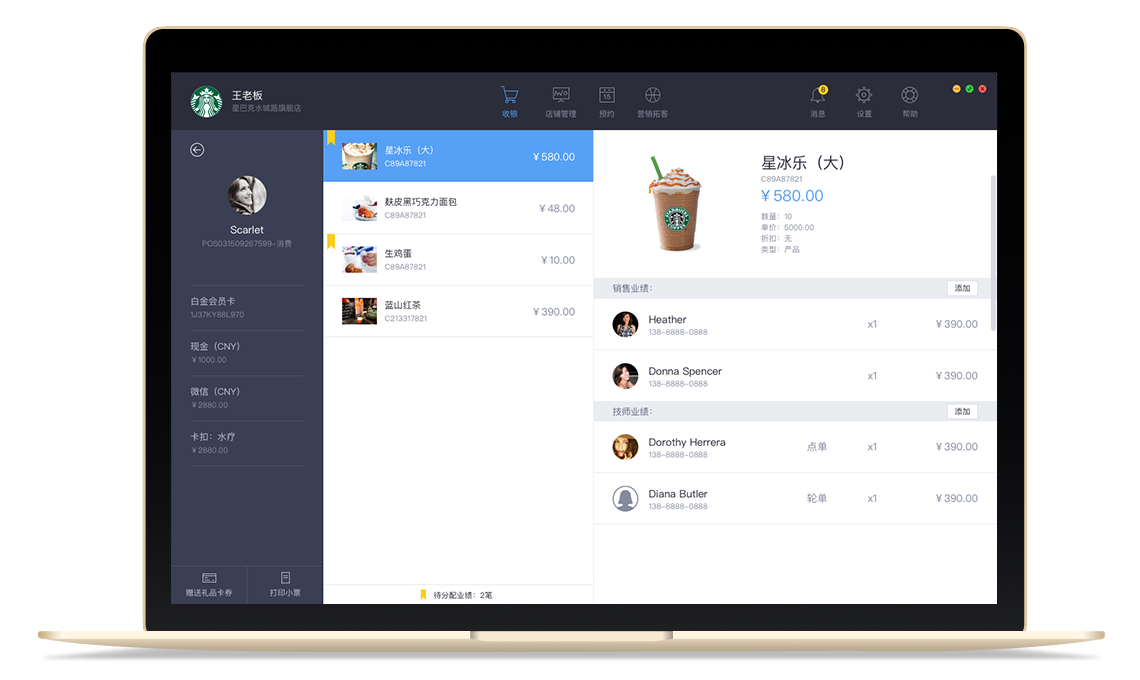 王老板
星巴克水城路旗舰店
收银
店铺管理
预约
营销拓客
8
消息
设置
帮助
15
Scarlet
POS031509267599-消费
白金会员卡
1J37KY88L970
现金（CNY）
￥1000.00
微信（CNY）
￥2880.00
卡扣：水疗
￥2880.00
赠送礼品卡券
打印小票
星冰乐（大）
C89A87821
￥580.00
麸皮黑巧克力面包
C89A87821
￥48.00
生鸡蛋
C89A87821
￥10.00
蓝山红茶
C213317821
￥390.00
待分配业绩：2笔
星冰乐（大）
C89A87821
￥580.00
数量：10
单价：5000.00
折扣：无
类型：产品
销售业绩：
添加
Heather
138-8888-0888
x1
￥390.00
Donna Spencer
138-8888-0888
x1
￥390.00
技师业绩：
添加
Dorothy Herrera
138-8888-0888
点单
x1
￥390.00
Diana Butler
138-8888-0888
轮单
x1
￥390.00